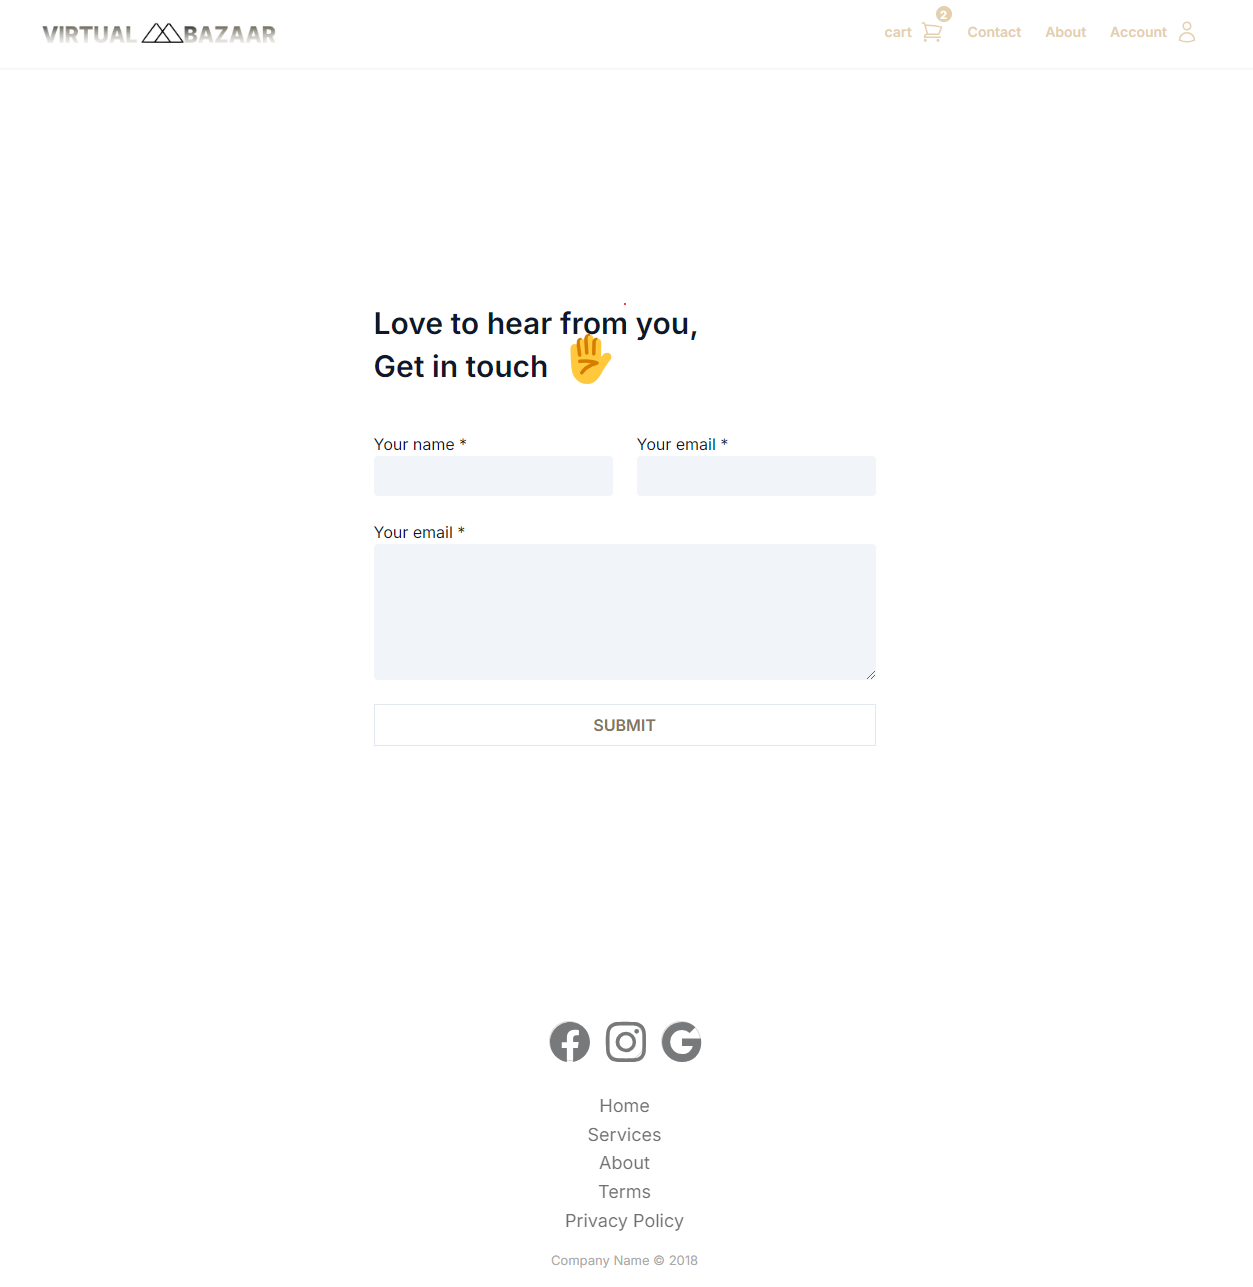 VIRTUAL BAZAAR
cart 2 Contact About Account
Love to hear from you,
Get in touch
Your name * Your email *
Your email *
SUBMIT
Home
Services
About
Terms
Privacy Policy
Company Name © 2018